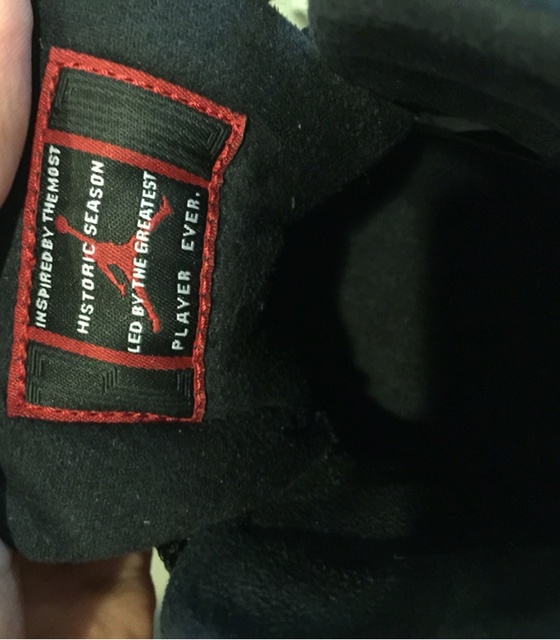 INSPIRED BY THE MOST
HISTORIC SEASON
LED BY THE GREATEST
PLAYER EVER.